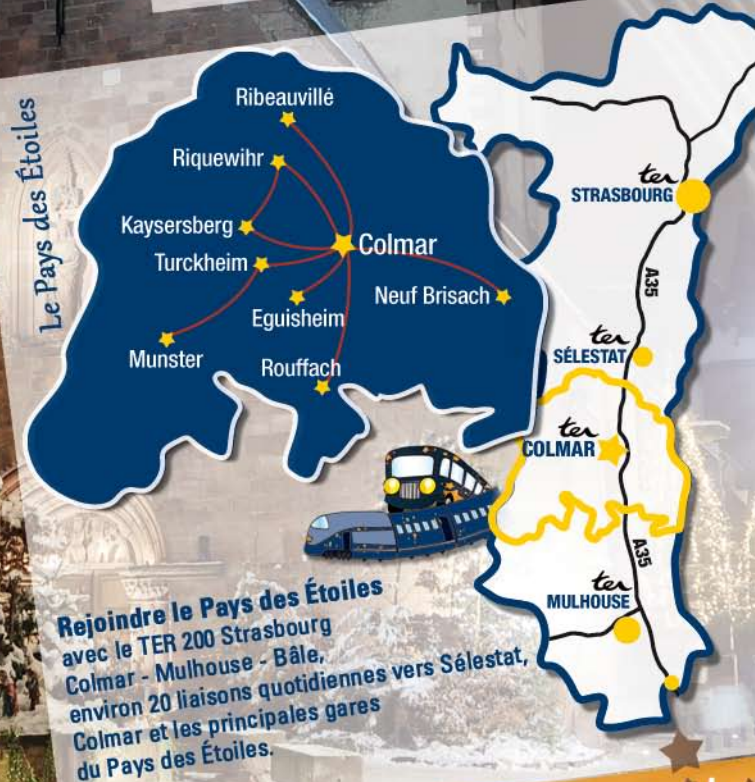 Le Pays des Étoiles
Ribeauvillé
Riquewihr
Kaysersberg
Colmar
Turckheim
Neuf Brisach
Eguisheim
Munster
Rouffach
ter
STRASBOURG
A35
ter
SÉLESTAT
ter
COLMAR
A35
ter
MULHOUSE
Rejoindre le Pays des Étoiles
avec le TER 200 Strasbourg
Colmar - Mulhouse - Bâle,
environ 20 liaisons quotidiennes vers Sélestat,
Colmar et les principales gares
du Pays des Étoiles.